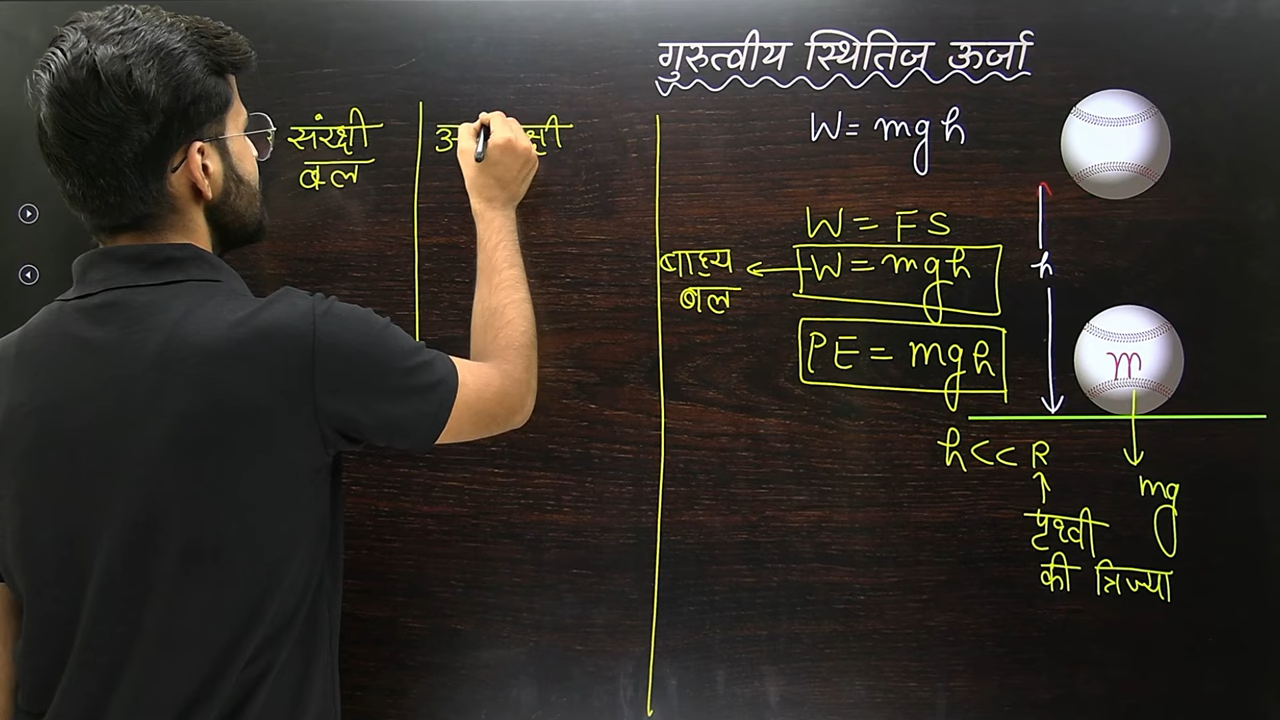 गुरुत्वीय स्थितिज ऊर्जा
W = mgh
संरक्षी
बल
W = FS
बाह्य
बल
W = mgh
PE = mgh
h
m
h << R
mg
पृथ्वी
की त्रिज्या